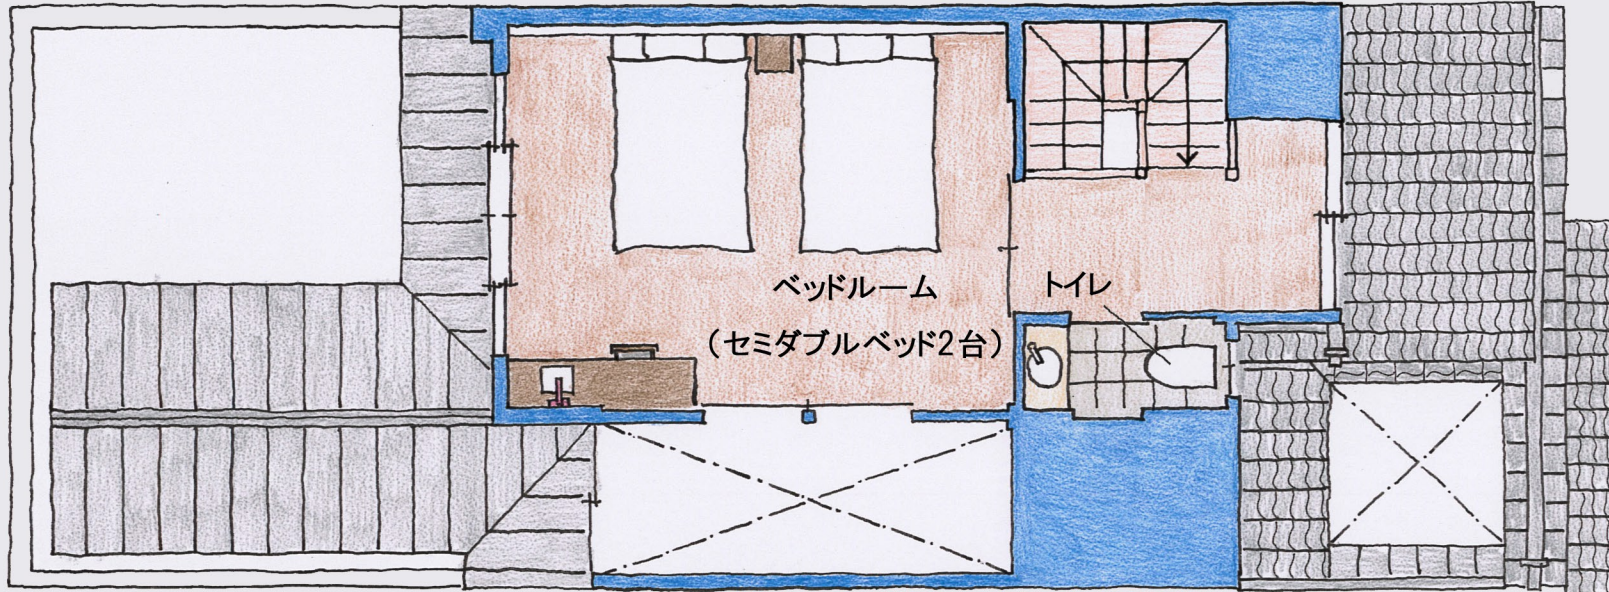 ベッドルーム
（セミダブルベッド2台）
トイレ